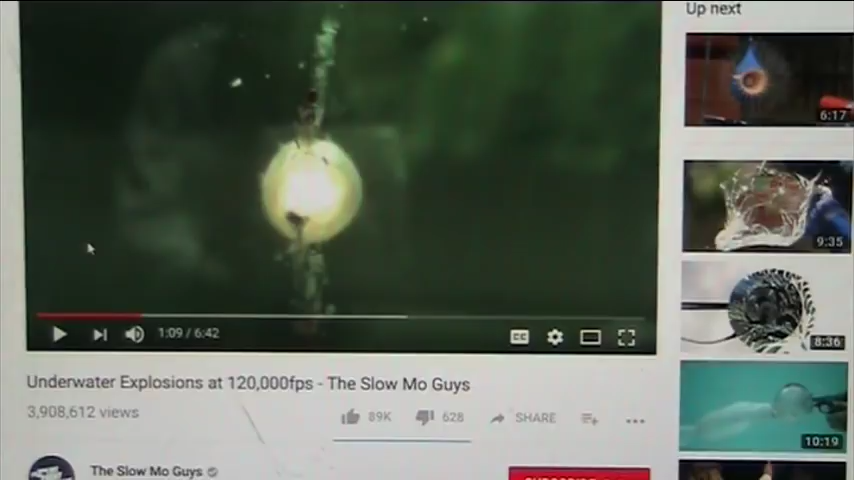 Up next
6:17
9:35
8:36
10:19
1:09 / 6:42
CC
Underwater Explosions at 120,000fps - The Slow Mo Guys
3,908,612 views
89K
628
SHARE
The Slow Mo Guys